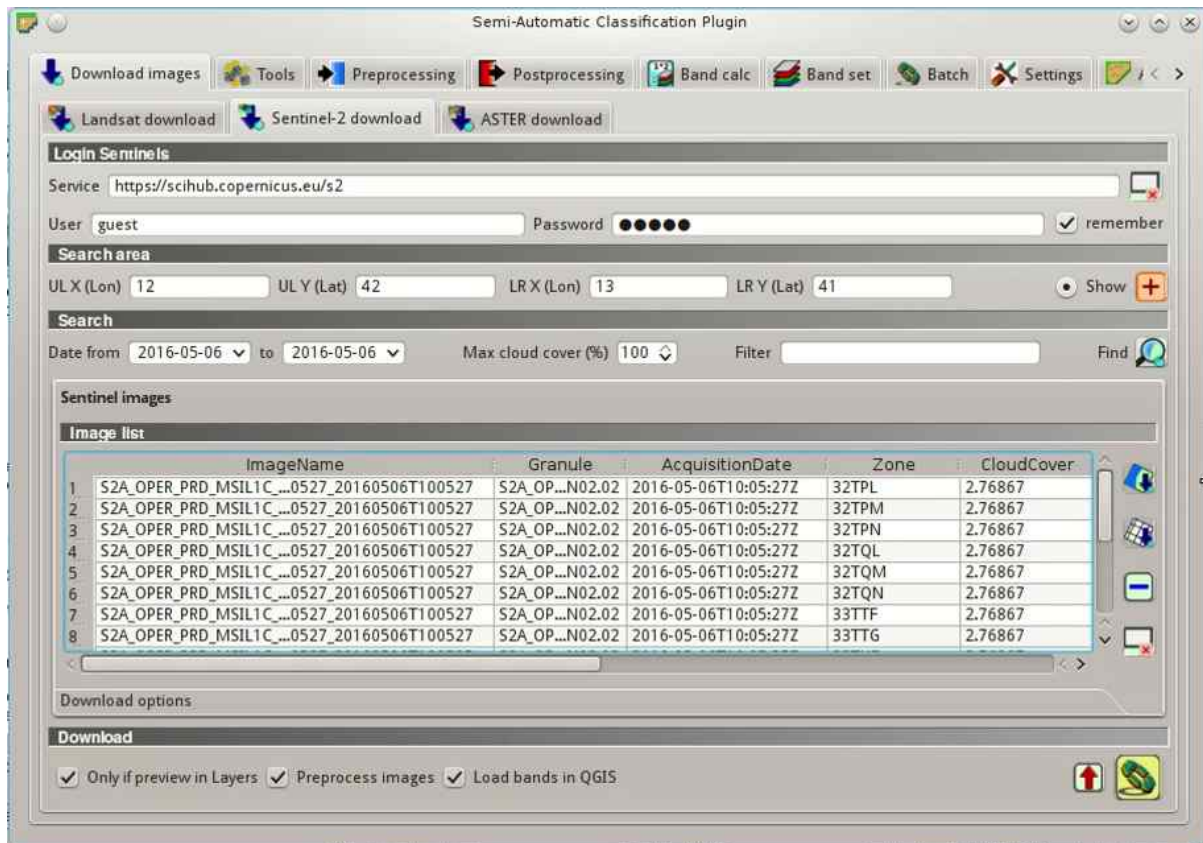 Semi-Automatic Classification Plugin
Download images Tools Preprocessing Postprocessing Band calc Band set Batch Settings
Landsat download Sentinel-2 download ASTER download
Login Sentinels
Service https://scihub.copernicus.eu/s2
User guest Password ●●●●● remember
Search area
UL X (Lon) 12 UL Y (Lat) 42 LR X (Lon) 13 LR Y (Lat) 41 Show
Search
Date from 2016-05-06 to 2016-05-06 Max cloud cover (%) 100 Filter Find
Sentinel images
Image list
ImageName Granule AcquisitionDate Zone CloudCover
1 S2A_OPER_PRD_MSIL1C_...0527_20160506T100527 S2A_OP...N02.02 2016-05-06T10:05:27Z 32TPL 2.76867
2 S2A_OPER_PRD_MSIL1C_...0527_20160506T100527 S2A_OP...N02.02 2016-05-06T10:05:27Z 32TPM 2.76867
3 S2A_OPER_PRD_MSIL1C_...0527_20160506T100527 S2A_OP...N02.02 2016-05-06T10:05:27Z 32TPN 2.76867
4 S2A_OPER_PRD_MSIL1C_...0527_20160506T100527 S2A_OP...N02.02 2016-05-06T10:05:27Z 32TQL 2.76867
5 S2A_OPER_PRD_MSIL1C_...0527_20160506T100527 S2A_OP...N02.02 2016-05-06T10:05:27Z 32TQM 2.76867
6 S2A_OPER_PRD_MSIL1C_...0527_20160506T100527 S2A_OP...N02.02 2016-05-06T10:05:27Z 32TQN 2.76867
7 S2A_OPER_PRD_MSIL1C_...0527_20160506T100527 S2A_OP...N02.02 2016-05-06T10:05:27Z 33TTF 2.76867
8 S2A_OPER_PRD_MSIL1C_...0527_20160506T100527 S2A_OP...N02.02 2016-05-06T10:05:27Z 33TTG 2.76867
Download options
Download
Only if preview in Layers Preprocess images Load bands in QGIS